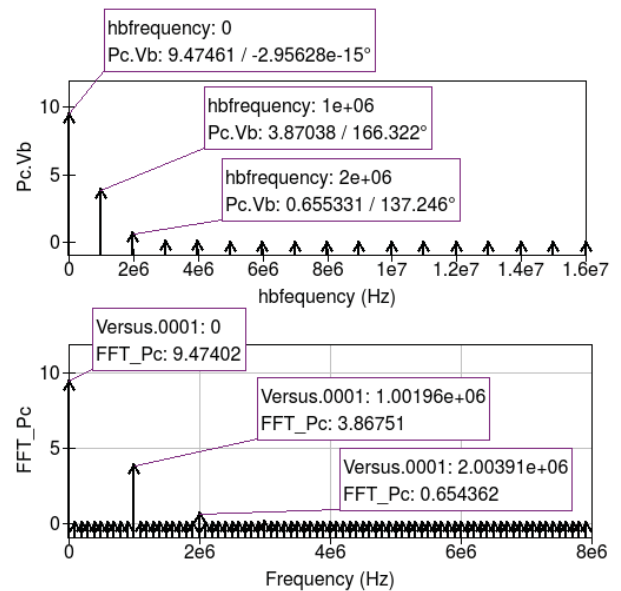 hbfrequency: 0
Pc.Vb: 9.47461 / -2.95628e-15°
hbfrequency: 1e+06
Pc.Vb: 3.87038 / 166.322°
hbfrequency: 2e+06
Pc.Vb: 0.655331 / 137.246°
Pc.Vb
10
5
0
0 2e6 4e6 6e6 8e6 1e7 1.2e7 1.4e7 1.6e7
hbfequency (Hz)
Versus.0001: 0
FFT_Pc: 9.47402
Versus.0001: 1.00196e+06
FFT_Pc: 3.86751
Versus.0001: 2.00391e+06
FFT_Pc: 0.654362
FFT_Pc
10
5
0
0 2e6 4e6 6e6 8e6
Frequency (Hz)